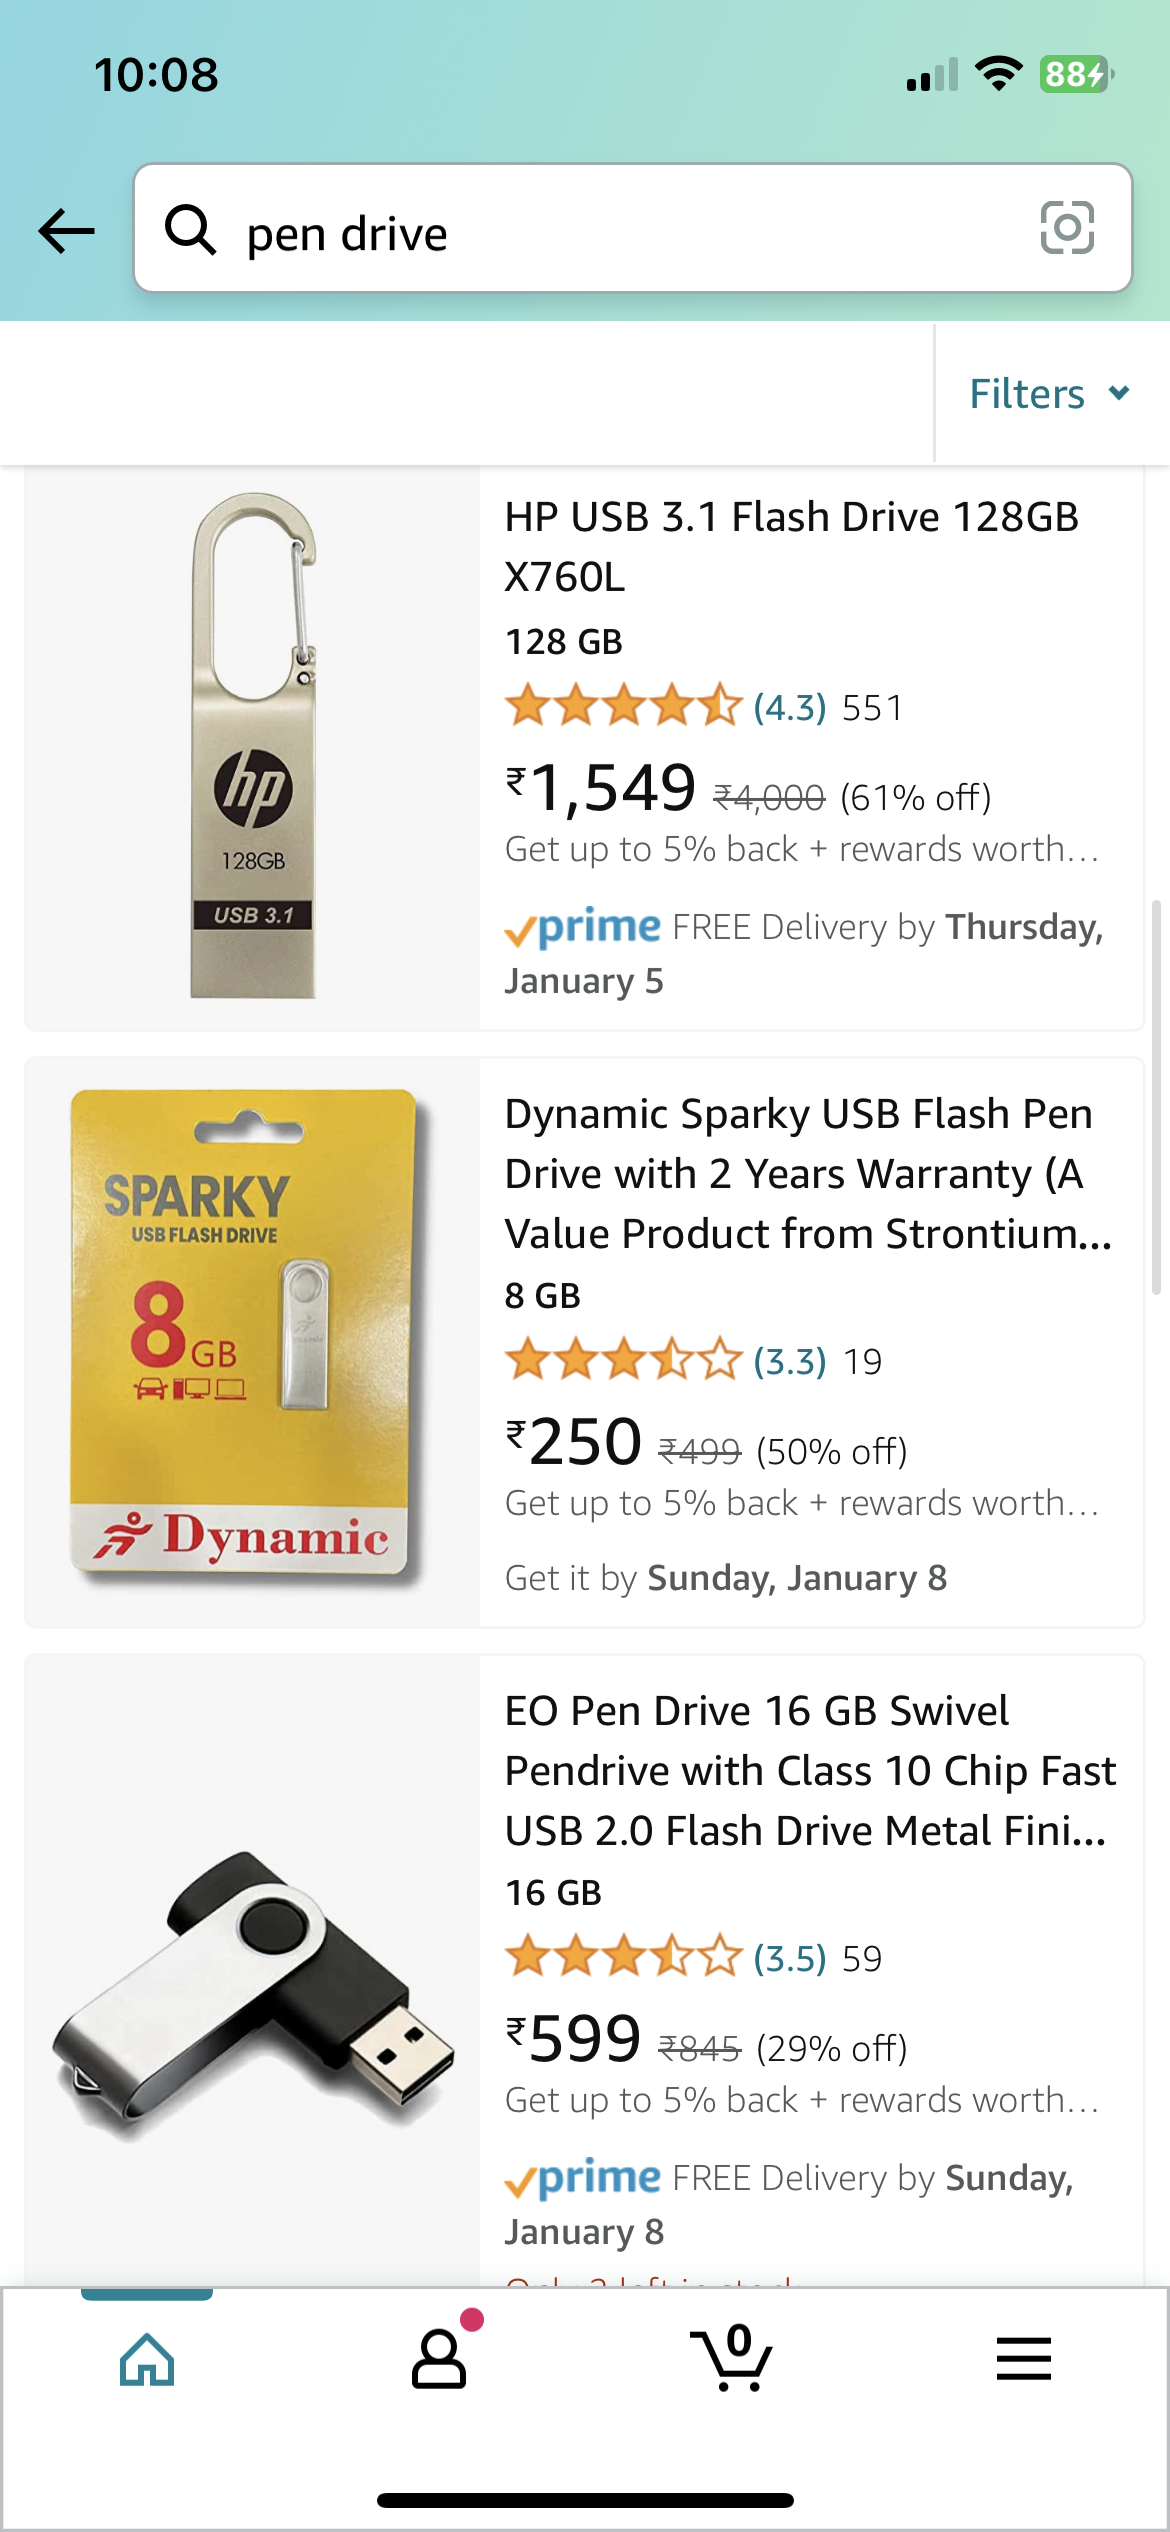 10:08
88
pen drive
Filters
hp
128GB
USB 3.1
HP USB 3.1 Flash Drive 128GB
X760L
128 GB
(4.3) 551
₹1,549 ₹4,000 (61% off)
Get up to 5% back + rewards worth...
prime FREE Delivery by Thursday,
January 5
SPARKY
USB FLASH DRIVE
8GB
Dynamic
Dynamic Sparky USB Flash Pen
Drive with 2 Years Warranty (A
Value Product from Strontium...
8 GB
(3.3) 19
₹250 ₹499 (50% off)
Get up to 5% back + rewards worth...
Get it by Sunday, January 8
EO Pen Drive 16 GB Swivel
Pendrive with Class 10 Chip Fast
USB 2.0 Flash Drive Metal Fini...
16 GB
(3.5) 59
₹599 ₹845 (29% off)
Get up to 5% back + rewards worth...
prime FREE Delivery by Sunday,
January 8
0